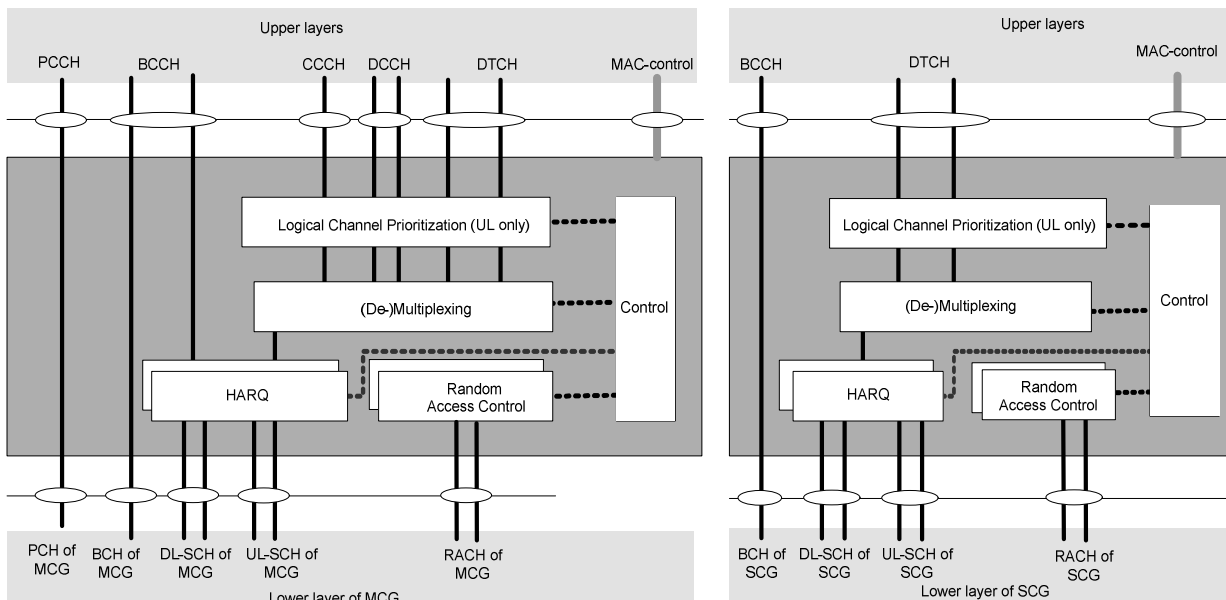 Upper layers
PCCH BCCH CCCH DCCH DTCH MAC-control
Logical Channel Prioritization (UL only)
(De-)Multiplexing
Control
HARQ
Random
Access Control
PCH of
MCG
BCH of
MCG
DL-SCH of
MCG
UL-SCH of
MCG
RACH of
MCG
Lower layer of MCG
Upper layers
BCCH DTCH MAC-control
Logical Channel Prioritization (UL only)
(De-)Multiplexing
Control
HARQ
Random
Access Control
BCH of
SCG
DL-SCH of
SCG
UL-SCH of
SCG
RACH of
SCG
Lower layer of SCG